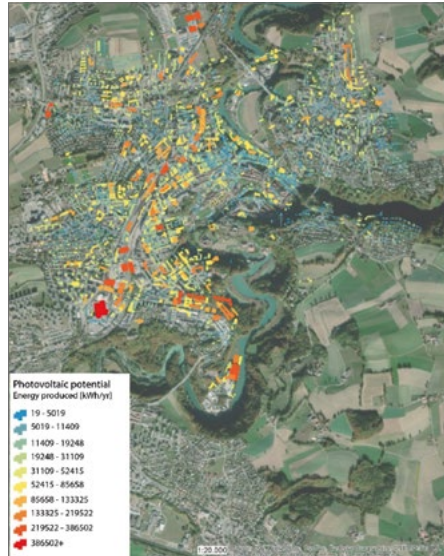 Photovoltaic potential
Energy produced [kWh/yr]
19 - 5019
5019 - 11409
11409 - 19248
19248 - 31109
31109 - 52415
52415 - 85658
85658 - 133325
133325 - 219522
219522 - 386502
386502+
1:20.000